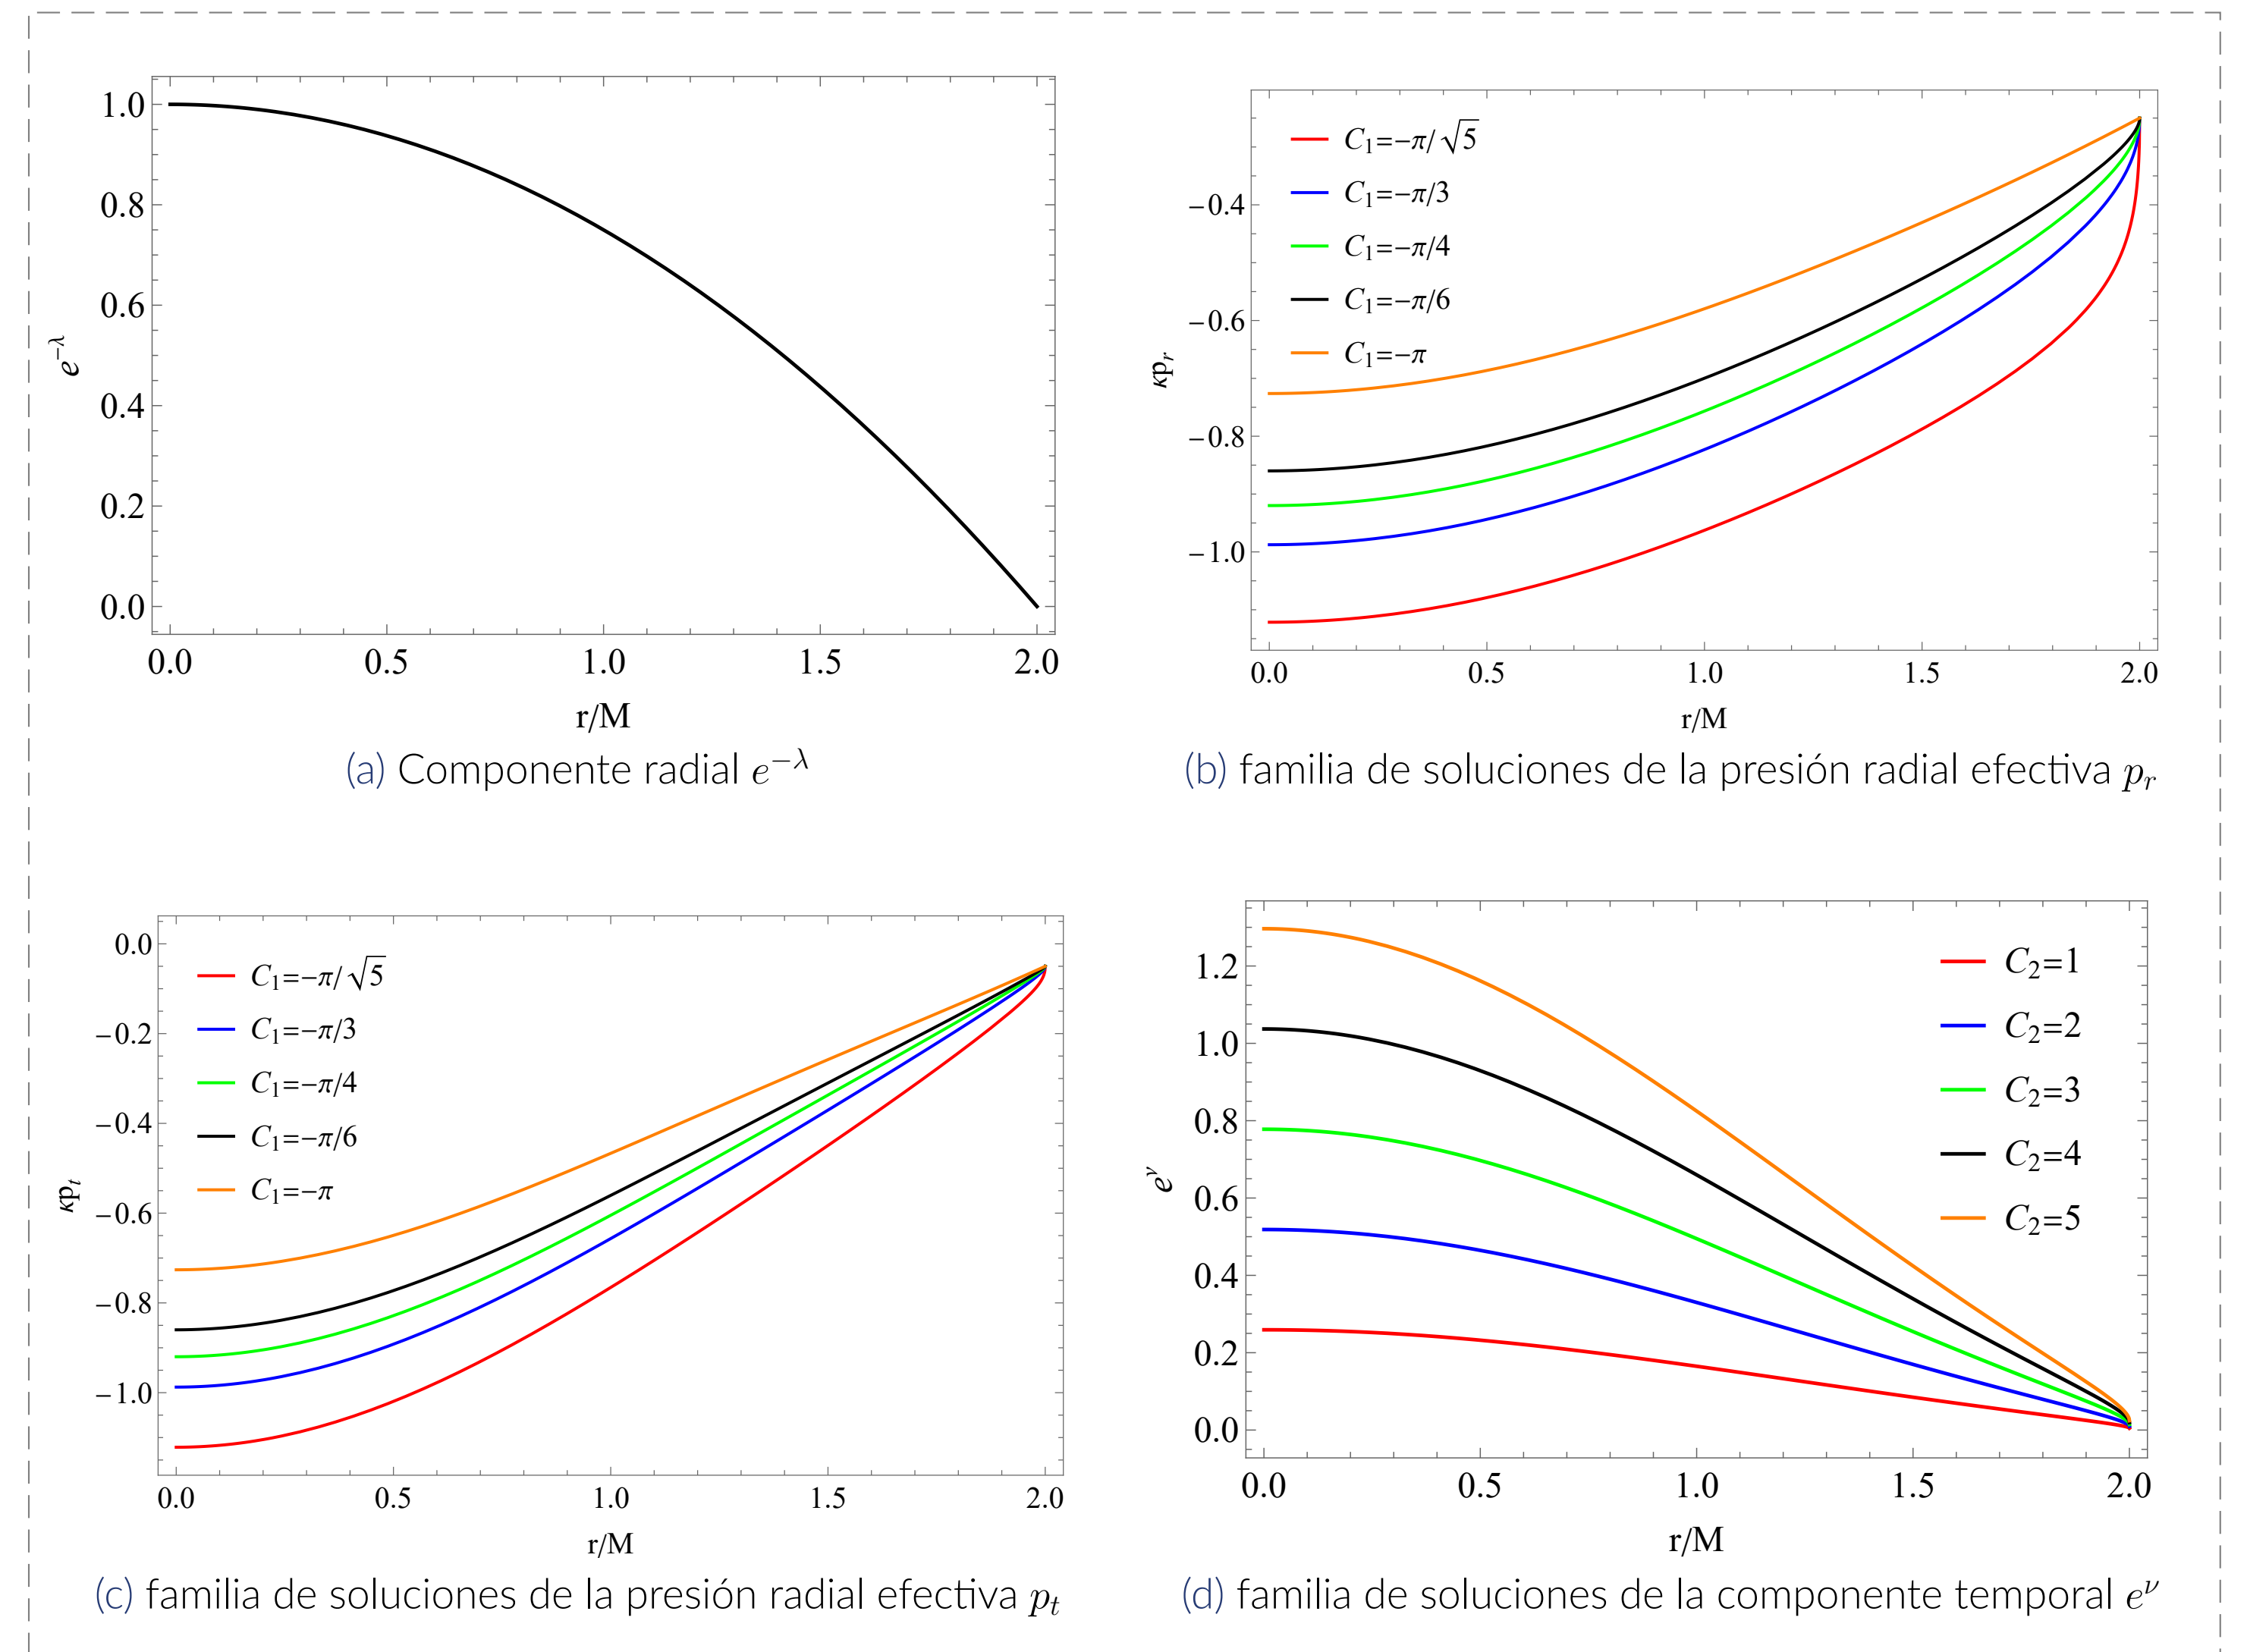 1.0
0.8
0.6
0.4
0.2
0.0
e^{-λ}
0.0 0.5 1.0 1.5 2.0
r/M
(a) Componente radial e^{-λ}
C₁=-π/√5
C₁=-π/3
C₁=-π/4
C₁=-π/6
C₁=-π
-0.4
-0.6
-0.8
-1.0
κp_r
0.0 0.5 1.0 1.5 2.0
r/M
(b) familia de soluciones de la presión radial efectiva p_r
0.0
-0.2
-0.4
-0.6
-0.8
-1.0
κp_t
C₁=-π/√5
C₁=-π/3
C₁=-π/4
C₁=-π/6
C₁=-π
0.0 0.5 1.0 1.5 2.0
r/M
(c) familia de soluciones de la presión radial efectiva p_t
1.2
1.0
0.8
0.6
0.4
0.2
0.0
e^ν
C₂=1
C₂=2
C₂=3
C₂=4
C₂=5
0.0 0.5 1.0 1.5 2.0
r/M
(d) familia de soluciones de la componente temporal e^ν